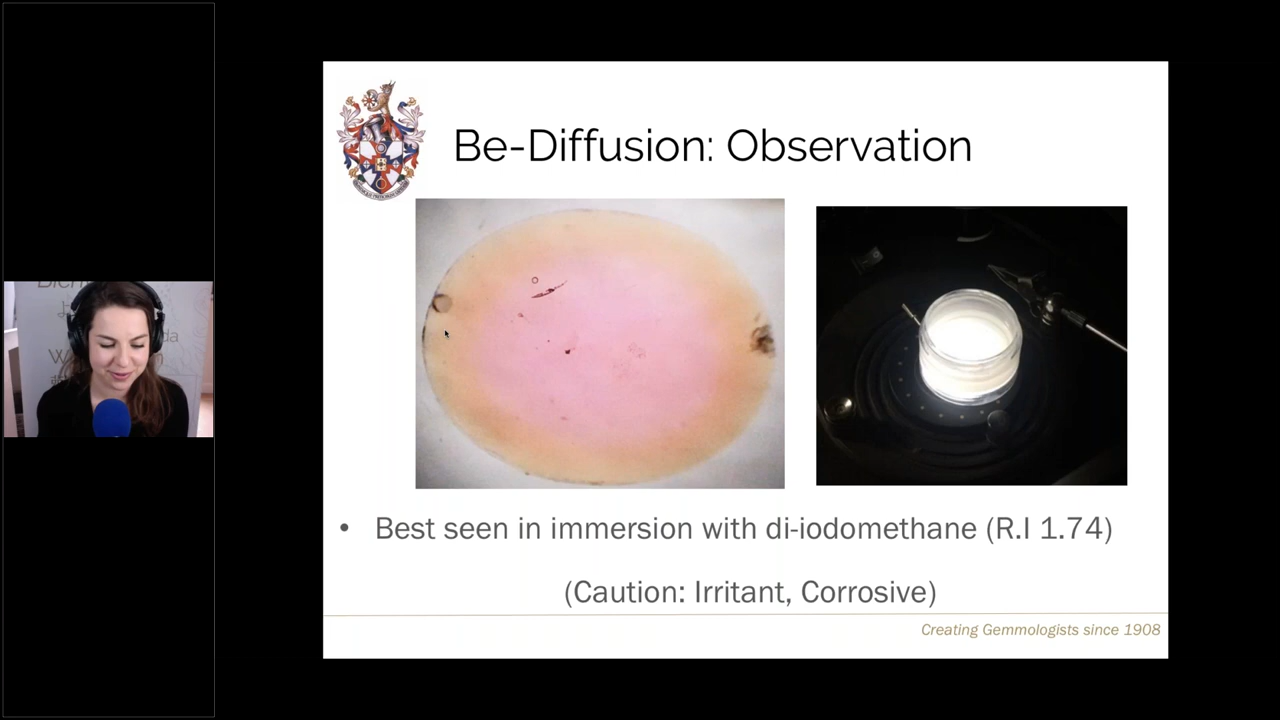 Be-Diffusion: Observation
• Best seen in immersion with di-iodomethane (R.I 1.74)
(Caution: Irritant, Corrosive)
Creating Gemmologists since 1908